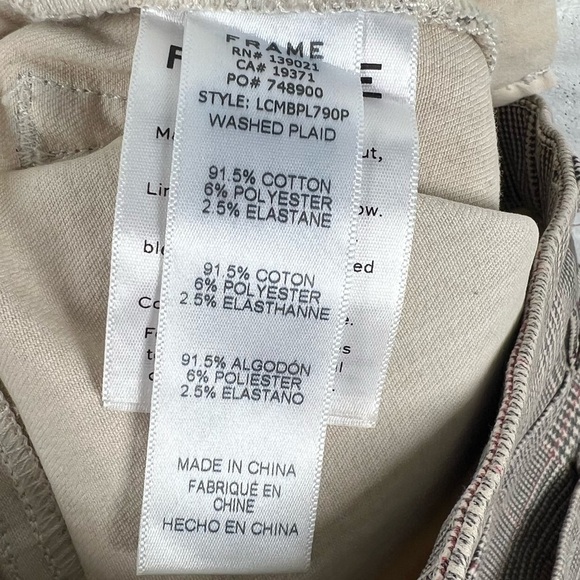 FRAME
RN# 139021
CA# 19371
PO# 748900
STYLE: LCMBPL790P
WASHED PLAID
91.5% COTTON
6% POLYESTER
2.5% ELASTANE
91.5% COTON
6% POLYESTER
2.5% ELASTHANNE
91.5% ALGODÓN
6% POLIESTER
2.5% ELASTANO
MADE IN CHINA
FABRIQUÉ EN
CHINE
HECHO EN CHINA